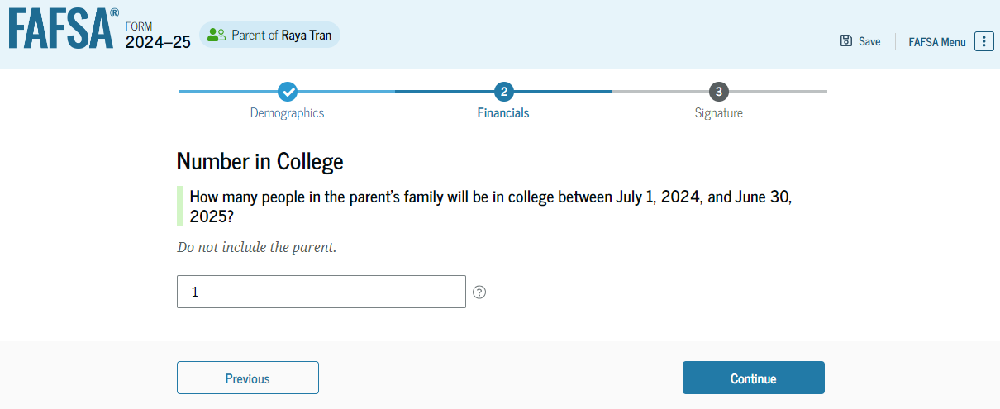 FAFSA®
FORM
2024–25
Parent of Raya Tran
Save
FAFSA Menu
2
3
Demographics
Financials
Signature
Number in College
How many people in the parent's family will be in college between July 1, 2024, and June 30,
2025?
Do not include the parent.
1
?
Previous
Continue